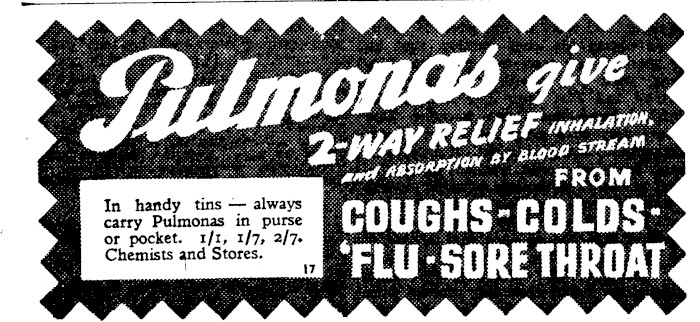 Pulmonas give
2-WAY RELIEF INHALATION,
and ABSORPTION BY BLOOD STREAM
FROM
COUGHS-COLDS-
'FLU-SORE THROAT
In handy tins — always
carry Pulmonas in purse
or pocket. 1/1, 1/7, 2/7.
Chemists and Stores.
17